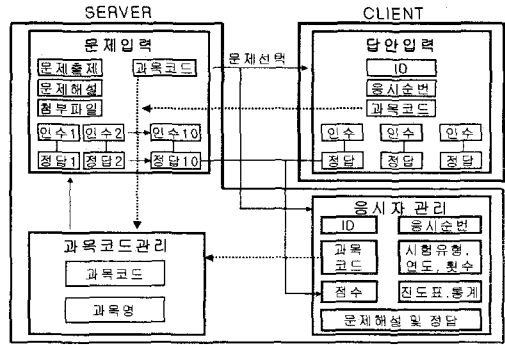 SERVER
CLIENT
문제입력
문제출제
과목코드
문제해설
첨부파일
인수1 인수2 인수10
정답1 정답2 정답10
문제선택
답안입력
ID
응시순번
과목코드
인수 인수 인수
정답 정답 정답
과목코드관리
과목코드
과목명
응시자 관리
ID 응시순번
과목
코드
시험유형,
연도, 횟수
점수 진도표,통계
문제해설 및 정답